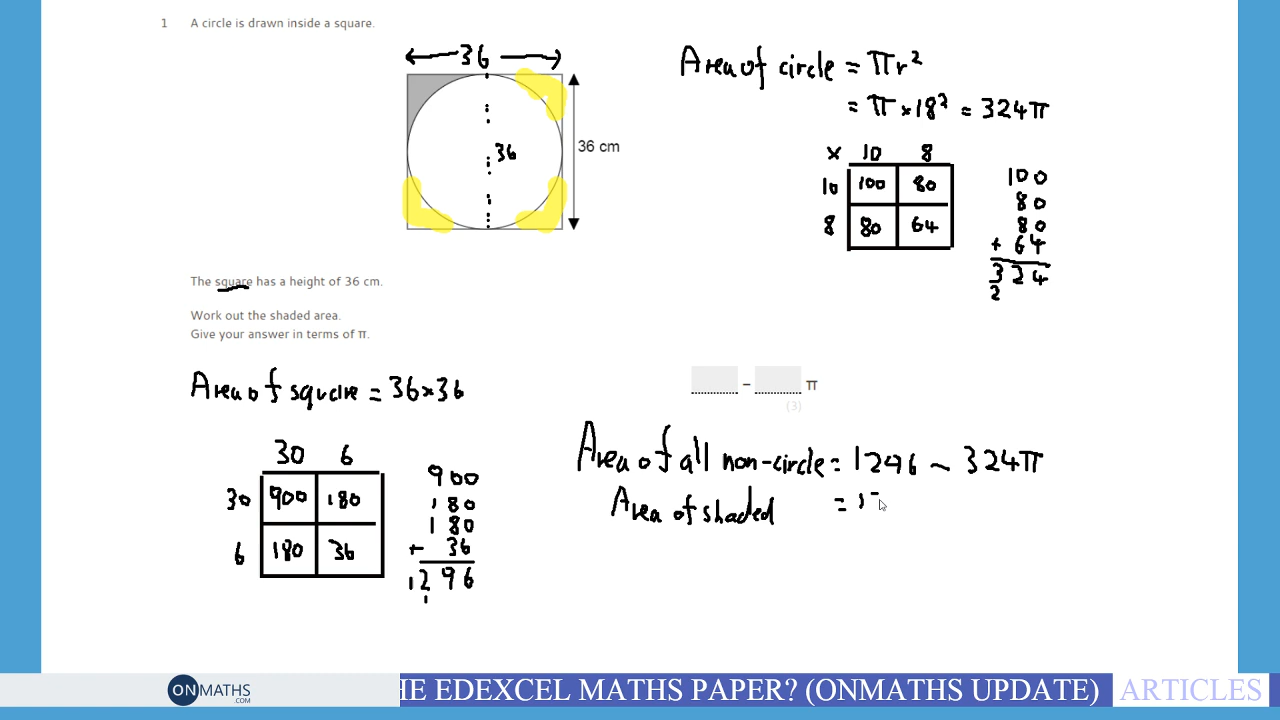 1 A circle is drawn inside a square.
36
36 cm
36
The square has a height of 36 cm.
Work out the shaded area.
Give your answer in terms of π.
Area of circle = πr²
= π × 18² = 324π
× 10 8
10 100 80
8 80 64
100
80
80
+ 64
324
2
Area of square = 36×36
30 6
30 900 180
6 180 36
900
180
180
+ 36
1296
1
– π
(3)
Area of all non-circle = 1296 – 324π
Area of shaded =
ONMATHS
.COM
HE EDEXCEL MATHS PAPER? (ONMATHS UPDATE) ARTICLES